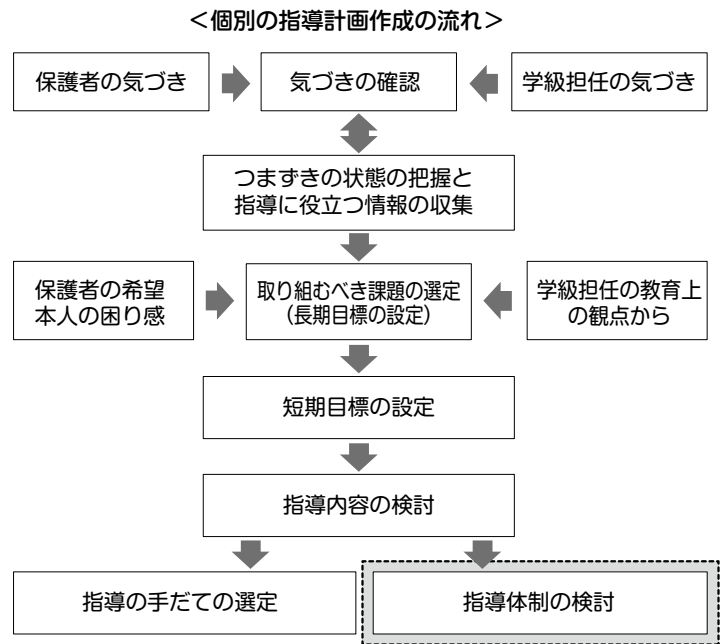 ＜個別の指導計画作成の流れ＞
保護者の気づき
気づきの確認
学級担任の気づき
つまずきの状態の把握と
指導に役立つ情報の収集
保護者の希望
本人の困り感
取り組むべき課題の選定
（長期目標の設定）
学級担任の教育上
の観点から
短期目標の設定
指導内容の検討
指導の手だての選定
指導体制の検討